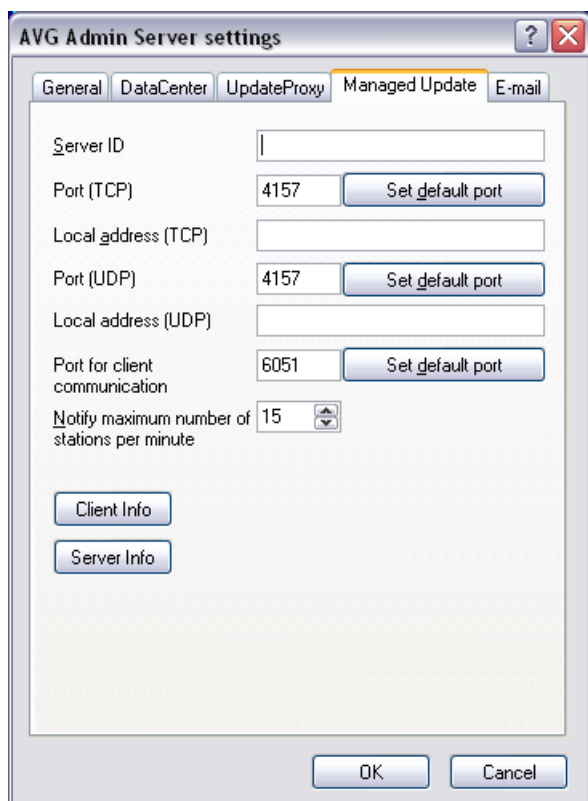 AVG Admin Server settings
General DataCenter UpdateProxy Managed Update E-mail
Server ID
Port (TCP) 4157 Set default port
Local address (TCP)
Port (UDP) 4157 Set default port
Local address (UDP)
Port for client 6051 Set default port
communication
Notify maximum number of 15
stations per minute
Client Info
Server Info
OK Cancel